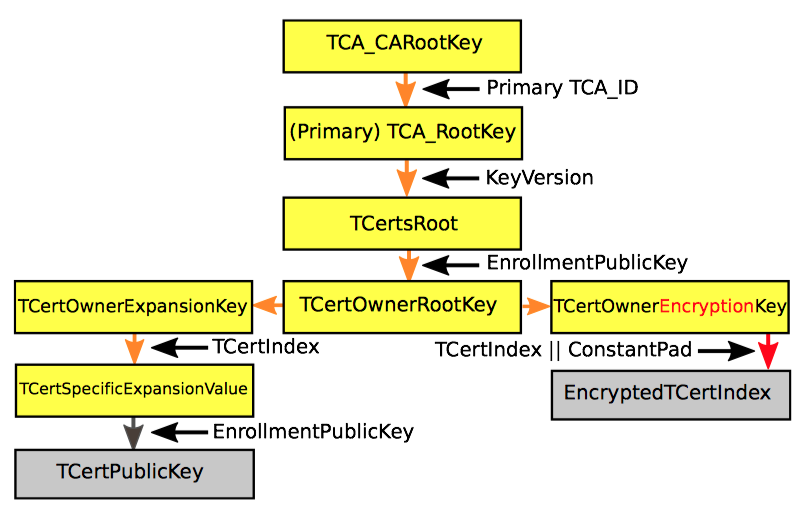 TCA_CARootKey
Primary TCA_ID
(Primary) TCA_RootKey
KeyVersion
TCertsRoot
EnrollmentPublicKey
TCertOwnerExpansionKey
TCertOwnerRootKey
TCertOwnerEncryptionKey
TCertIndex
TCertIndex || ConstantPad
TCertSpecificExpansionValue
EncryptedTCertIndex
EnrollmentPublicKey
TCertPublicKey